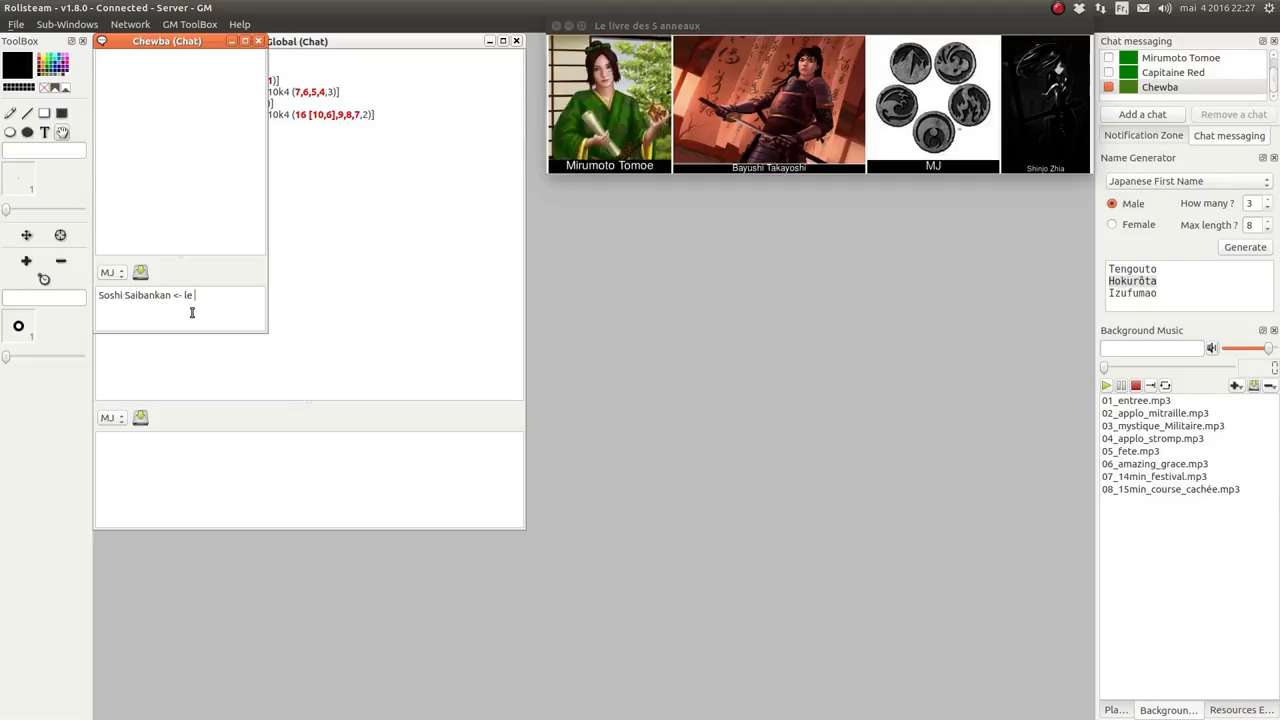 Rolisteam - v1.8.0 - Connected - Server - GM
Fr₁
mai 4 2016 22:27
File Sub-Windows Network GM ToolBox Help
ToolBox
1
1
Chewba (Chat)
MJ
Soshi Saibankan <- le
Global (Chat)
1)]
10k4 (7,6,5,4,3)]
)]
10k4 (16 [10,6],9,8,7,2)]
MJ
Le livre des 5 anneaux
Mirumoto Tomoe
Bayushi Takayoshi
MJ
Shinjo Zhia
Chat messaging
Mirumoto Tomoe
Capitaine Red
Chewba
Add a chat Remove a chat
Notification Zone Chat messaging
Name Generator
Japanese First Name
Male How many ? 3
Female Max length ? 8
Generate
Tengouto
Hokurôta
Izufumao
Background Music
01_entree.mp3
02_applo_mitraille.mp3
03_mystique_Militaire.mp3
04_applo_stromp.mp3
05_fete.mp3
06_amazing_grace.mp3
07_14min_festival.mp3
08_15min_course_cachée.mp3
Pla... Backgroun... Resources E...